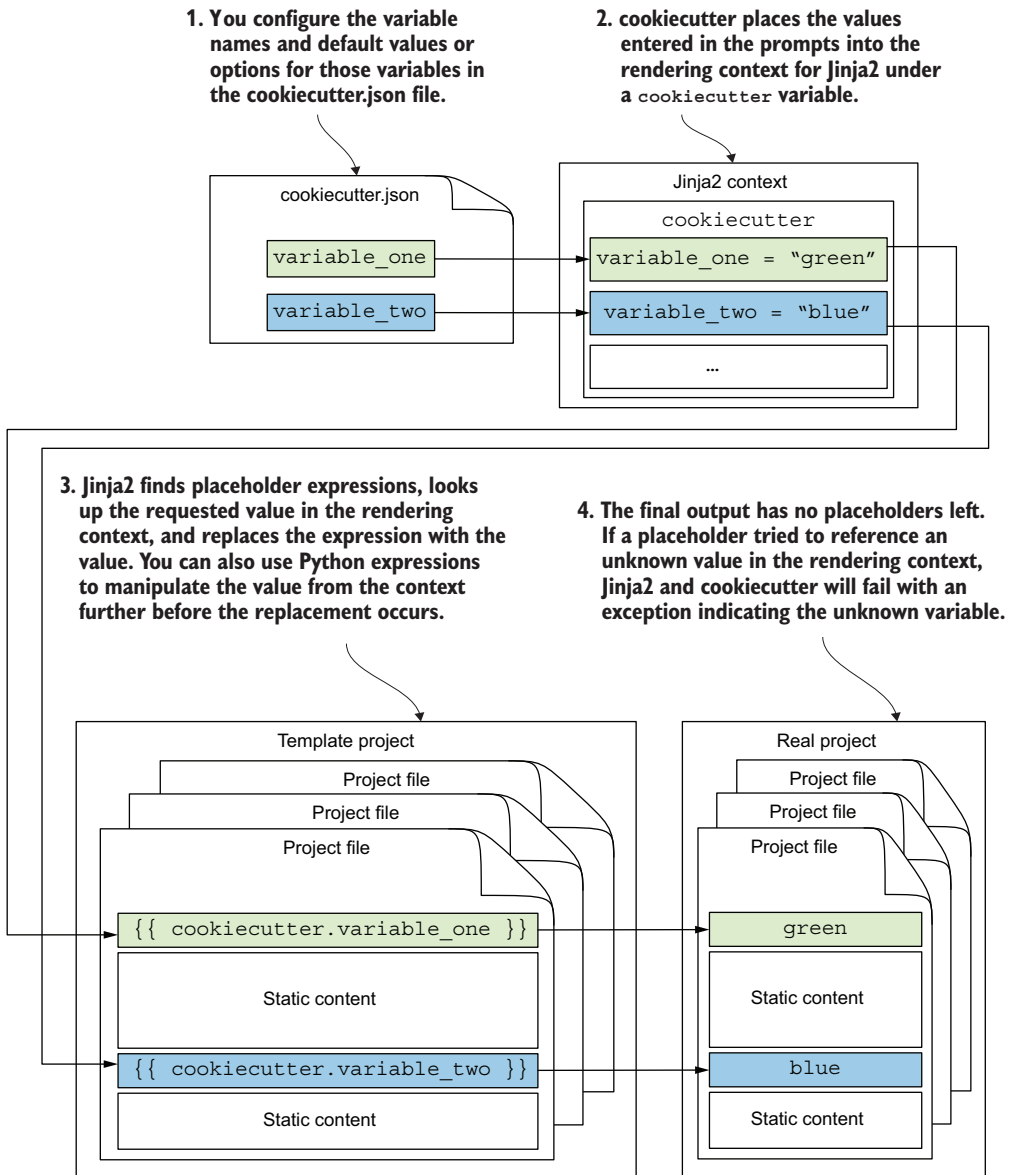 1. You configure the variable
names and default values or
options for those variables in
the cookiecutter.json file.
2. cookiecutter places the values
entered in the prompts into the
rendering context for Jinja2 under
a cookiecutter variable.
cookiecutter.json
variable_one
variable_two
Jinja2 context
cookiecutter
variable_one = “green”
variable_two = “blue”
...
3. Jinja2 finds placeholder expressions, looks
up the requested value in the rendering
context, and replaces the expression with the
value. You can also use Python expressions
to manipulate the value from the context
further before the replacement occurs.
4. The final output has no placeholders left.
If a placeholder tried to reference an
unknown value in the rendering context,
Jinja2 and cookiecutter will fail with an
exception indicating the unknown variable.
Template project
Project file
Project file
Project file
{{ cookiecutter.variable_one }}
Static content
{{ cookiecutter.variable_two }}
Static content
Real project
Project file
Project file
Project file
green
Static content
blue
Static content